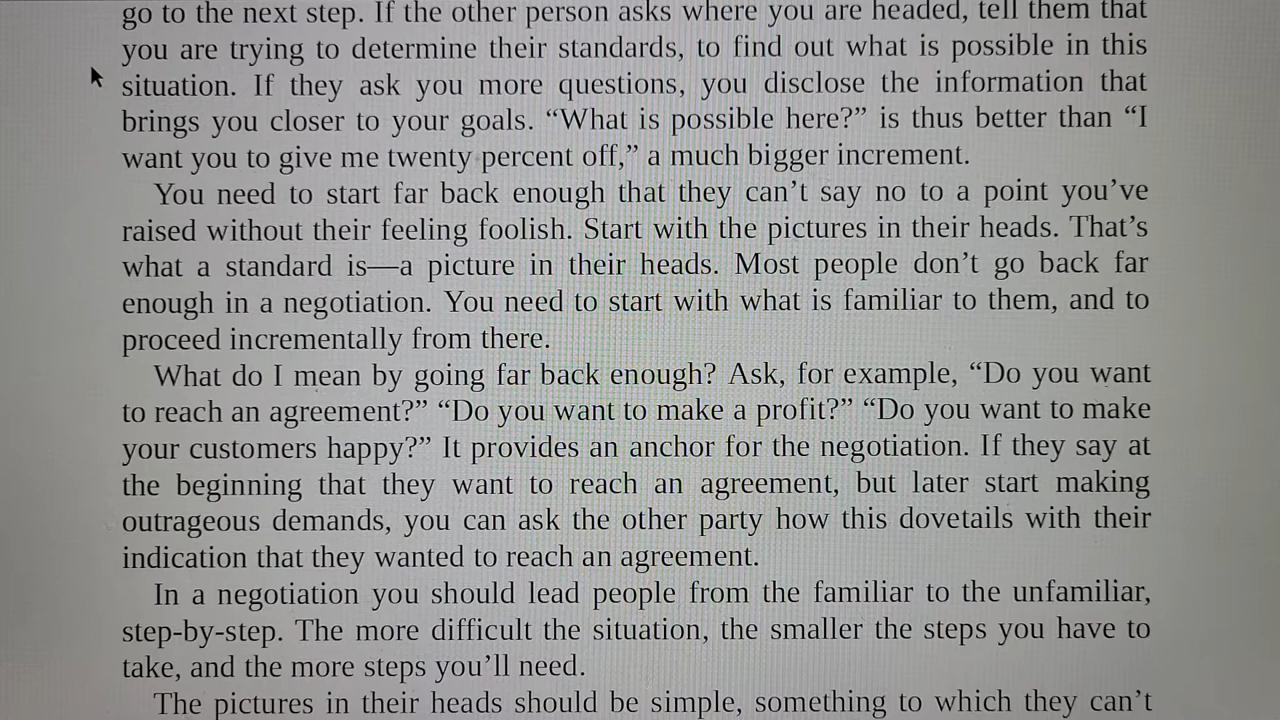 go to the next step. If the other person asks where you are headed, tell them that
you are trying to determine their standards, to find out what is possible in this
situation. If they ask you more questions, you disclose the information that
brings you closer to your goals. “What is possible here?” is thus better than “I
want you to give me twenty percent off,” a much bigger increment.
You need to start far back enough that they can’t say no to a point you’ve
raised without their feeling foolish. Start with the pictures in their heads. That’s
what a standard is—a picture in their heads. Most people don’t go back far
enough in a negotiation. You need to start with what is familiar to them, and to
proceed incrementally from there.
What do I mean by going far back enough? Ask, for example, “Do you want
to reach an agreement?” “Do you want to make a profit?” “Do you want to make
your customers happy?” It provides an anchor for the negotiation. If they say at
the beginning that they want to reach an agreement, but later start making
outrageous demands, you can ask the other party how this dovetails with their
indication that they wanted to reach an agreement.
In a negotiation you should lead people from the familiar to the unfamiliar,
step-by-step. The more difficult the situation, the smaller the steps you have to
take, and the more steps you’ll need.
The pictures in their heads should be simple, something to which they can’t